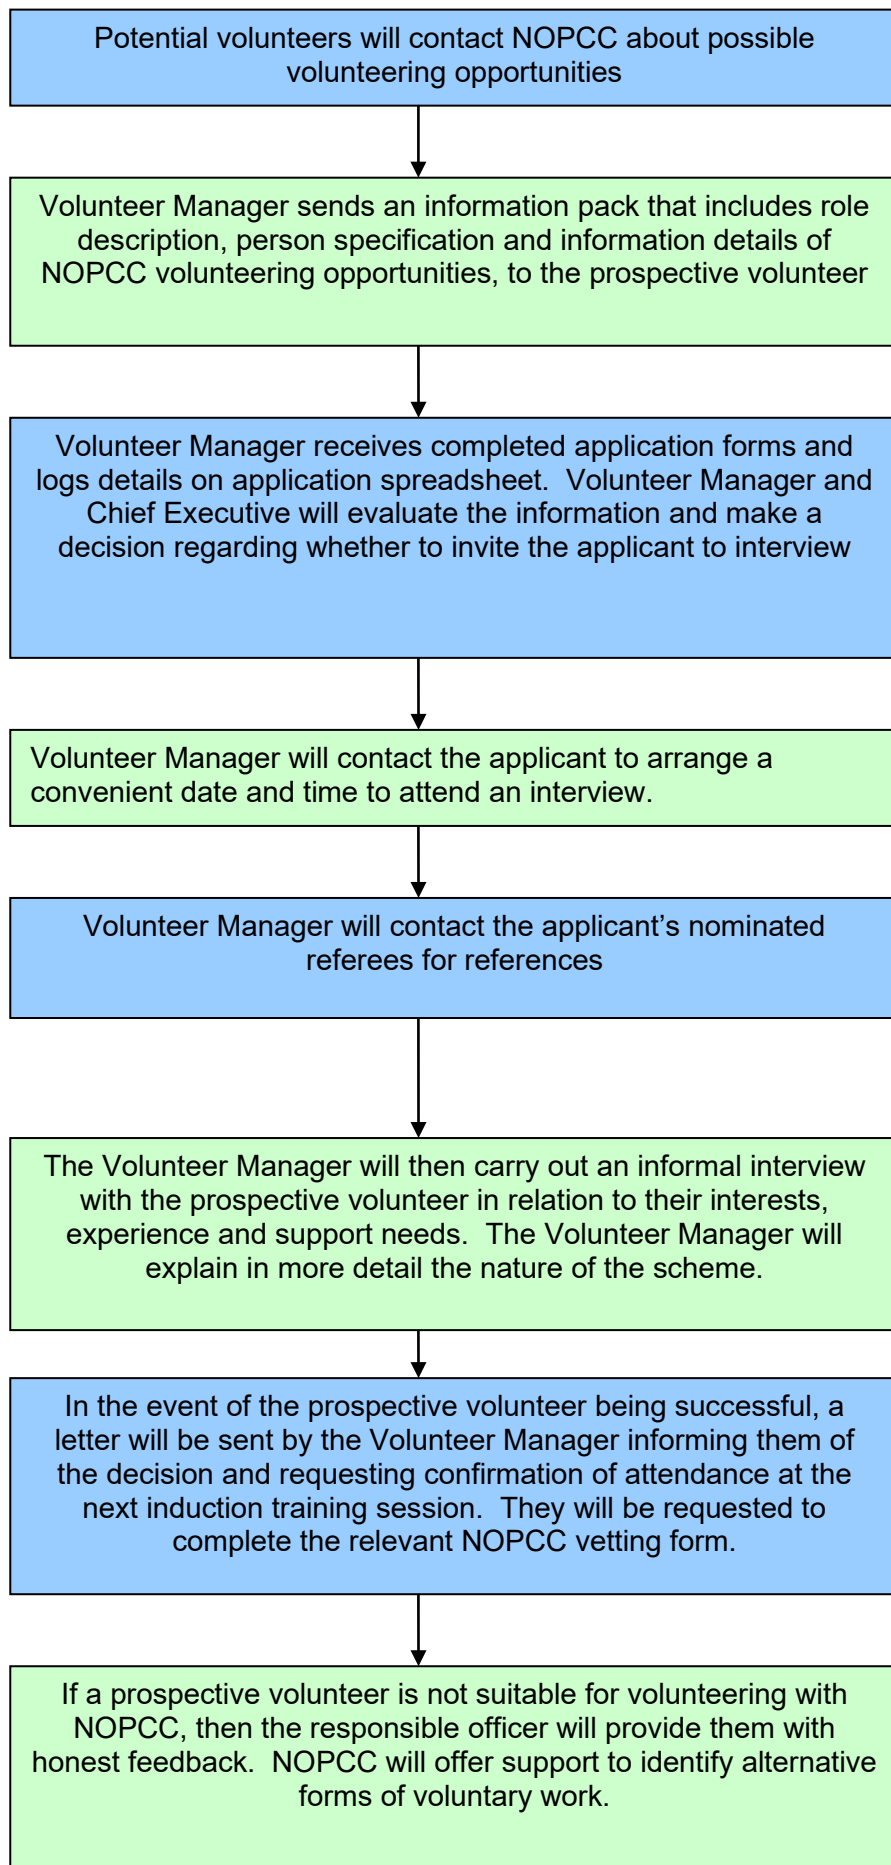 Potential volunteers will contact NOPCC about possible
volunteering opportunities
Volunteer Manager sends an information pack that includes role
description, person specification and information details of
NOPCC volunteering opportunities, to the prospective volunteer
Volunteer Manager receives completed application forms and
logs details on application spreadsheet.  Volunteer Manager and
Chief Executive will evaluate the information and make a
decision regarding whether to invite the applicant to interview
Volunteer Manager will contact the applicant to arrange a
convenient date and time to attend an interview.
Volunteer Manager will contact the applicant’s nominated
referees for references
The Volunteer Manager will then carry out an informal interview
with the prospective volunteer in relation to their interests,
experience and support needs.  The Volunteer Manager will
explain in more detail the nature of the scheme.
In the event of the prospective volunteer being successful, a
letter will be sent by the Volunteer Manager informing them of
the decision and requesting confirmation of attendance at the
next induction training session.  They will be requested to
complete the relevant NOPCC vetting form.
If a prospective volunteer is not suitable for volunteering with
NOPCC, then the responsible officer will provide them with
honest feedback.  NOPCC will offer support to identify alternative
forms of voluntary work.